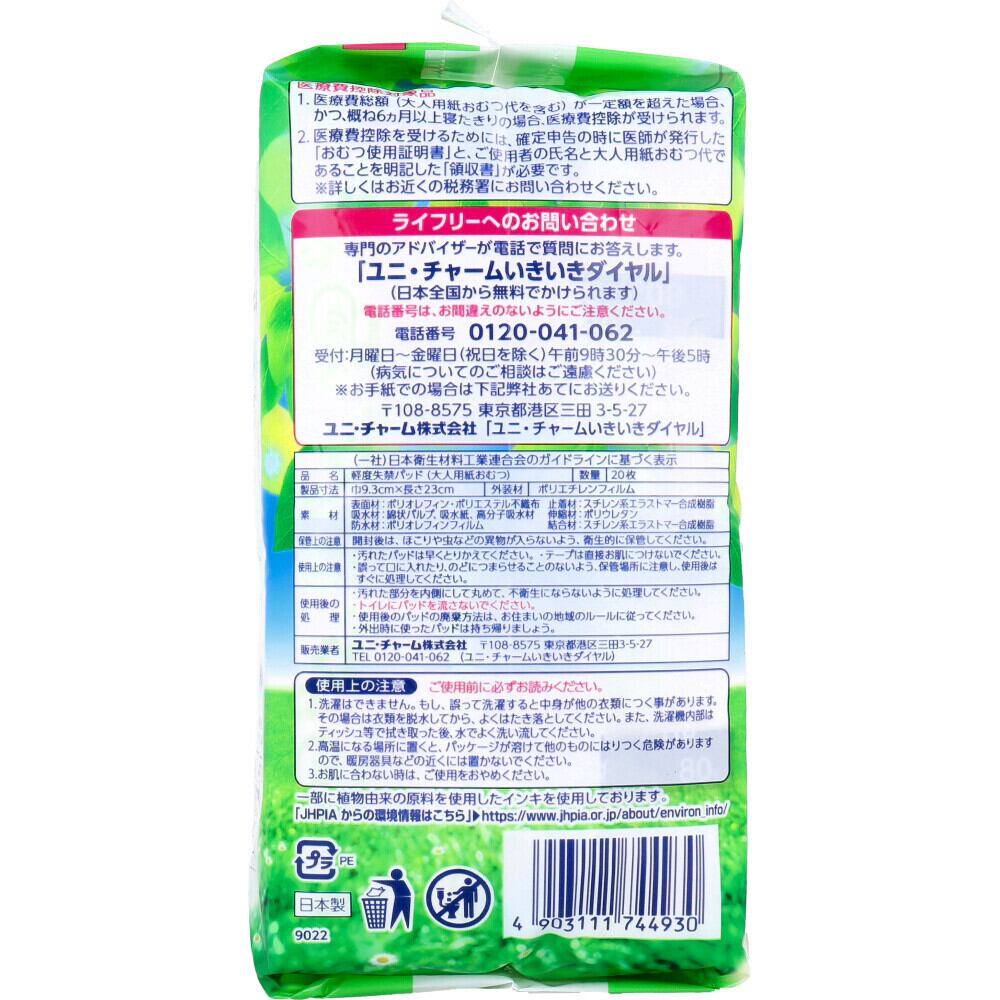 医療費控除対象品
1. 医療費総額（大人用紙おむつ代を含む）が一定額を超えた場合、
かつ、概ね6ヵ月以上寝たきりの場合、医療費控除が受けられます。
2. 医療費控除を受けるためには、確定申告の時に医師が発行した
「おむつ使用証明書」と、ご使用者の氏名と大人用紙おむつ代で
あることを明記した「領収書」が必要です。
※詳しくはお近くの税務署にお問い合わせください。
ライフリーへのお問い合わせ
専門のアドバイザーが電話で質問にお答えします。
「ユニ・チャームいきいきダイヤル」
（日本全国から無料でかけられます）
電話番号は、お間違えのないようにご注意ください。
電話番号 0120-041-062
受付：月曜日～金曜日（祝日を除く）午前9時30分～午後5時
（病気についてのご相談はご遠慮ください）
※お手紙での場合は下記弊社あてにお送りください。
〒108-8575 東京都港区三田 3-5-27
ユニ・チャーム株式会社「ユニ・チャームいきいきダイヤル」
（一社）日本衛生材料工業連合会のガイドラインに基づく表示
品名 軽度失禁パッド（大人用紙おむつ） 数量 20枚
製品寸法 巾9.3cm×長さ23cm 外装材 ポリエチレンフィルム
素材 表面材：ポリオレフィン・ポリエステル不織布 止着材：スチレン系エラストマー合成樹脂
吸水材：綿状パルプ、吸水紙、高分子吸水材 伸縮材：ポリウレタン
防水材：ポリオレフィンフィルム 結合材：スチレン系エラストマー合成樹脂
保管上の注意 開封後は、ほこりや虫などの異物が入らないよう、衛生的に保管してください。
使用上の注意 ・汚れたパッドは早くとりかえてください。・テープは直接お肌につけないでください。
・誤って口に入れたり、のどにつまらせることのないよう、保管場所に注意し、使用後は
すぐに処理してください。
使用後の処理 ・汚れた部分を内側にして丸めて、不衛生にならないように処理してください。
・トイレにパッドを流さないでください。
・使用後のパッドの廃棄方法は、お住まいの地域のルールに従ってください。
・外出時に使ったパッドは持ち帰りましょう。
販売業者 ユニ・チャーム株式会社 〒108-8575 東京都港区三田3-5-27
TEL 0120-041-062 （ユニ・チャームいきいきダイヤル）
使用上の注意 ご使用前に必ずお読みください。
1. 洗濯はできません。もし、誤って洗濯すると中身が他の衣類につく事があります。
その場合は衣類を脱水してから、よくはたき落としてください。また、洗濯機内部は
ティッシュ等で拭き取った後、水でよく洗い流してください。
2. 高温になる場所に置くと、パッケージが溶けて他のものにはりつく危険があります
ので、暖房器具などの近くには置かないでください。
3. お肌に合わない時は、ご使用をおやめください。
一部に植物由来の原料を使用したインキを使用しております。
「JHPIAからの環境情報はこちら」▶https://www.jhpia.or.jp/about/environ_info/
プラ PE
日本製
9022
4 903111 744930